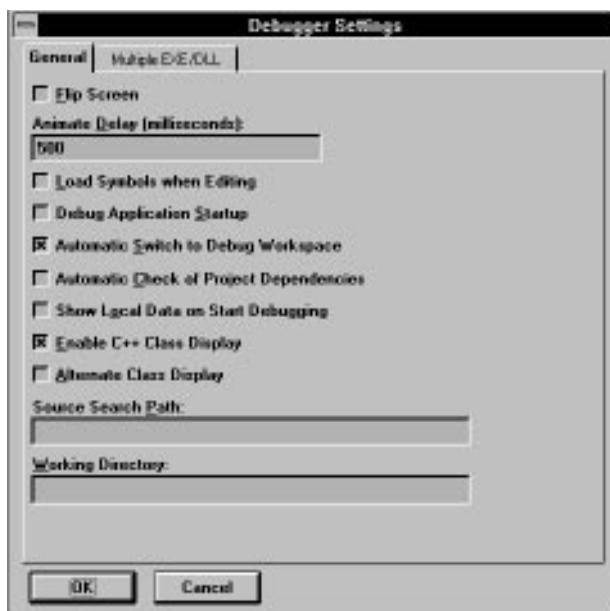 Debugger Settings
General Multiple EXE/DLL
Flip Screen
Animate Delay (milliseconds):
500
Load Symbols when Editing
Debug Application Startup
Automatic Switch to Debug Workspace
Automatic Check of Project Dependencies
Show Local Data on Start Debugging
Enable C++ Class Display
Alternate Class Display
Source Search Path:
Working Directory:
OK Cancel